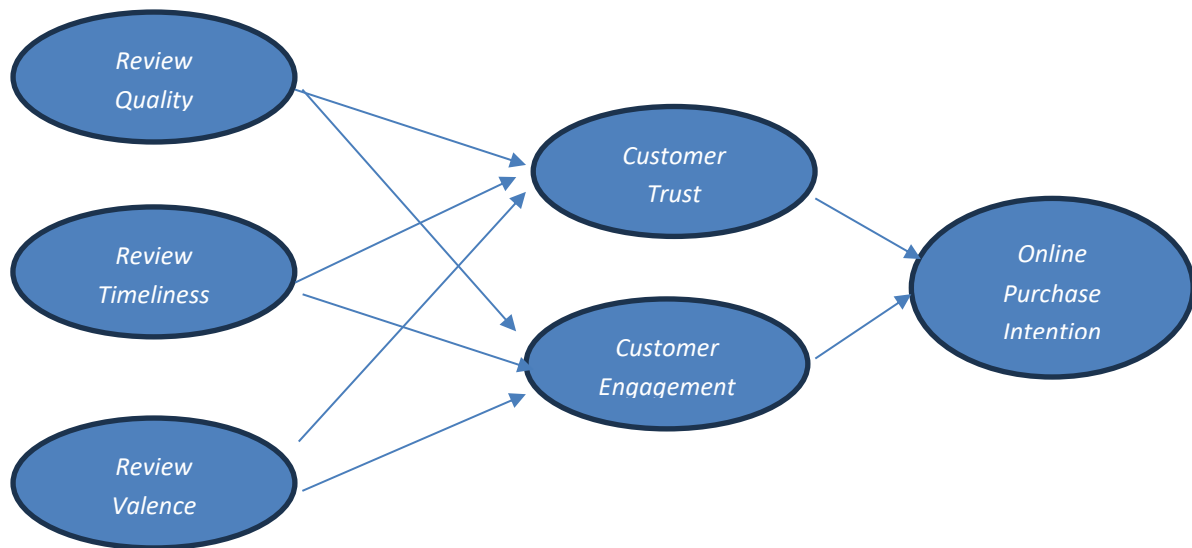 Review
Quality
Customer
Trust
Review
Timeliness
Online
Purchase
Intention
Customer
Engagement
Review
Valence